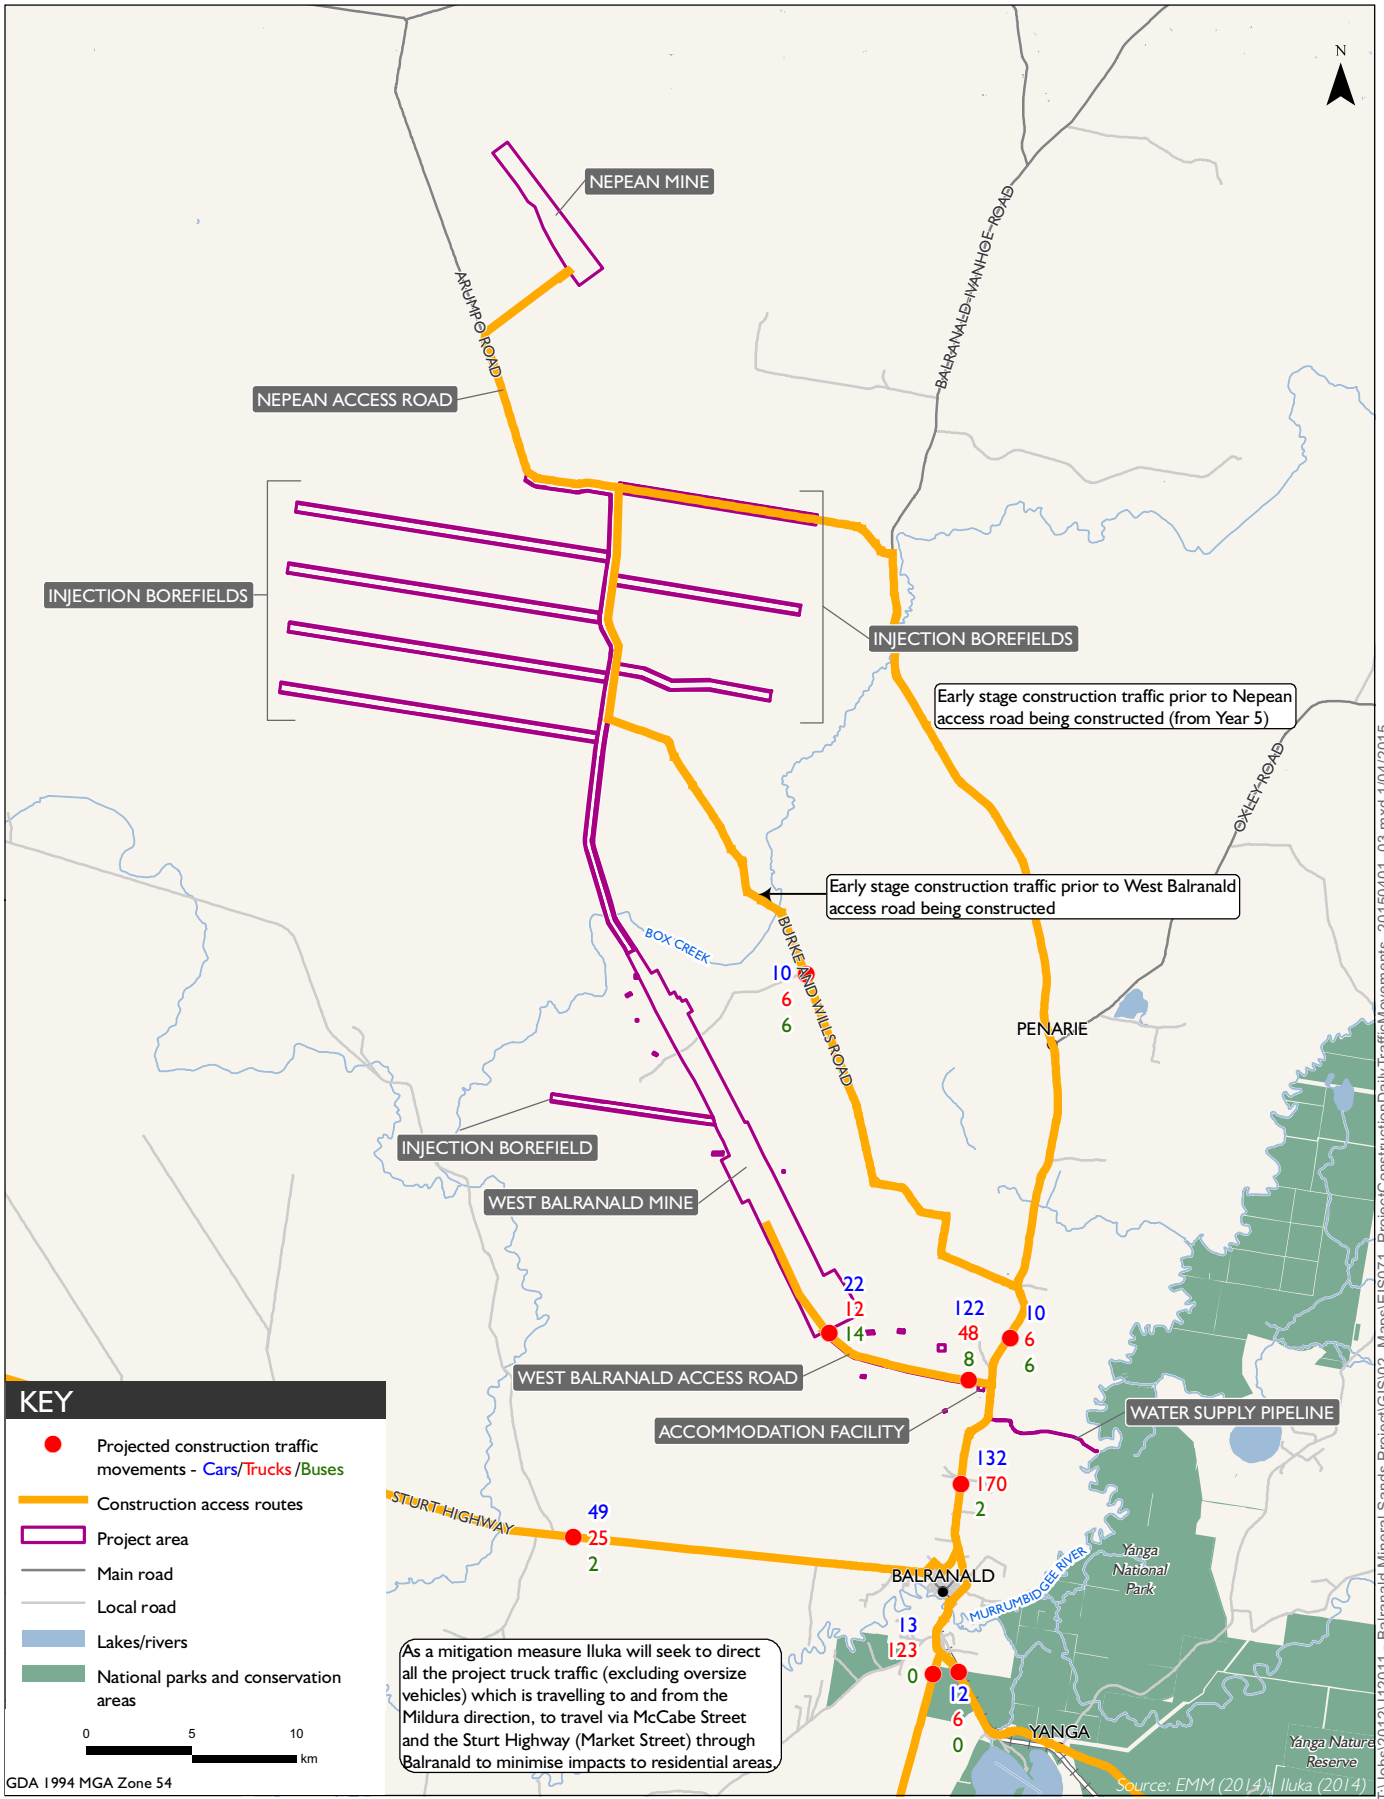 N
NEPEAN MINE
BALRANALD-IVANHOE-ROAD
ARUMPO ROAD
NEPEAN ACCESS ROAD
INJECTION BOREFIELDS
INJECTION BOREFIELDS
Early stage construction traffic prior to Nepean
access road being constructed (from Year 5)
OXLEY-ROAD
Early stage construction traffic prior to West Balranald
access road being constructed
BOX CREEK
BURKE AND WILLS ROAD
10
6
6
PENARIE
INJECTION BOREFIELD
WEST BALRANALD MINE
22
12
14
122
48
8
10
6
6
WEST BALRANALD ACCESS ROAD
ACCOMMODATION FACILITY
WATER SUPPLY PIPELINE
132
170
2
STURT HIGHWAY
49
25
2
BALRANALD
MURRUMBIDGEE RIVER
Yanga
National
Park
13
123
0
12
6
0
YANGA
Yanga Nature
Reserve
As a mitigation measure Iluka will seek to direct
all the project truck traffic (excluding oversize
vehicles) which is travelling to and from the
Mildura direction, to travel via McCabe Street
and the Sturt Highway (Market Street) through
Balranald to minimise impacts to residential areas.
KEY
Projected construction traffic
movements - Cars/Trucks/Buses
Construction access routes
Project area
Main road
Local road
Lakes/rivers
National parks and conservation
areas
0 5 10
km
GDA 1994 MGA Zone 54
Source: EMM (2014); Iluka (2014)